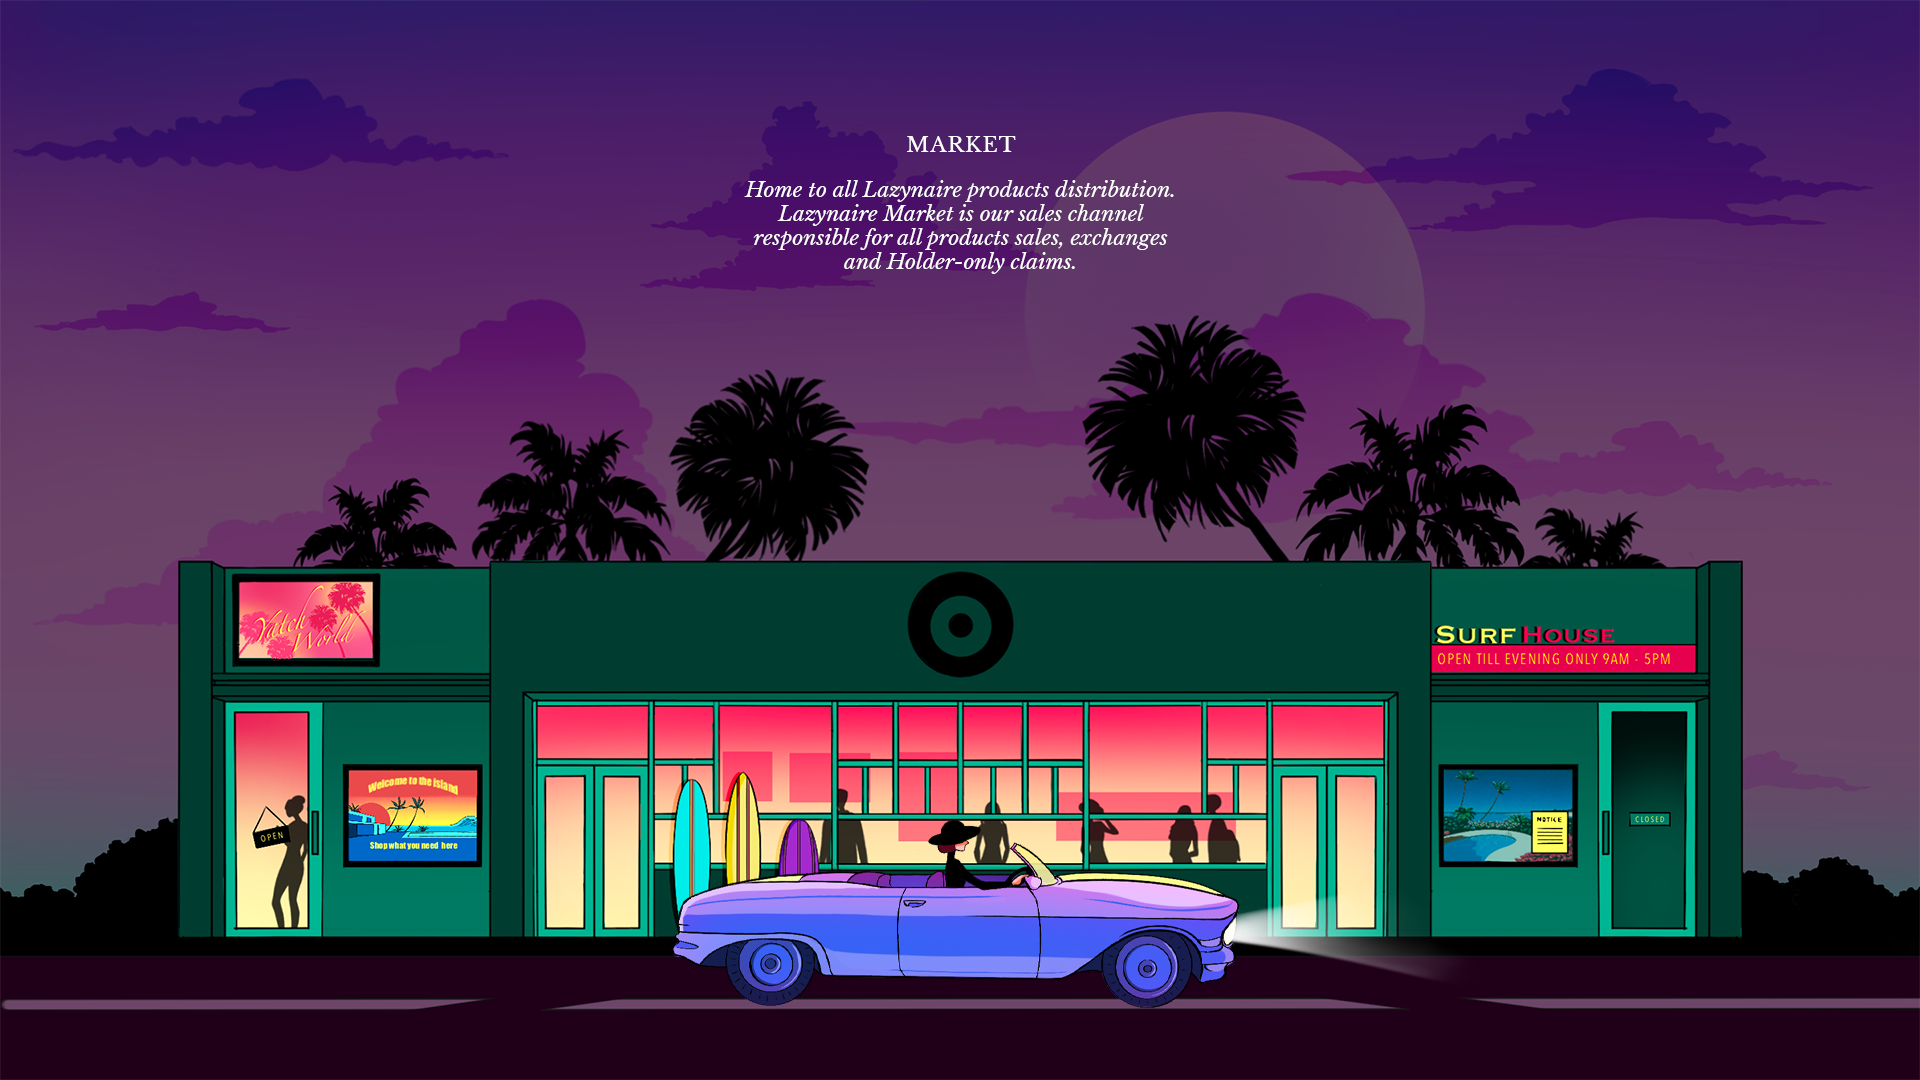 MARKET
Home to all Lazynaire products distribution.
Lazynaire Market is our sales channel
responsible for all products sales, exchanges
and Holder-only claims.
Yatch
World
SURF HOUSE
OPEN TILL EVENING ONLY 9AM - 5PM
Welcome to the island
Shop what you need here
OPEN
NOTICE
CLOSED